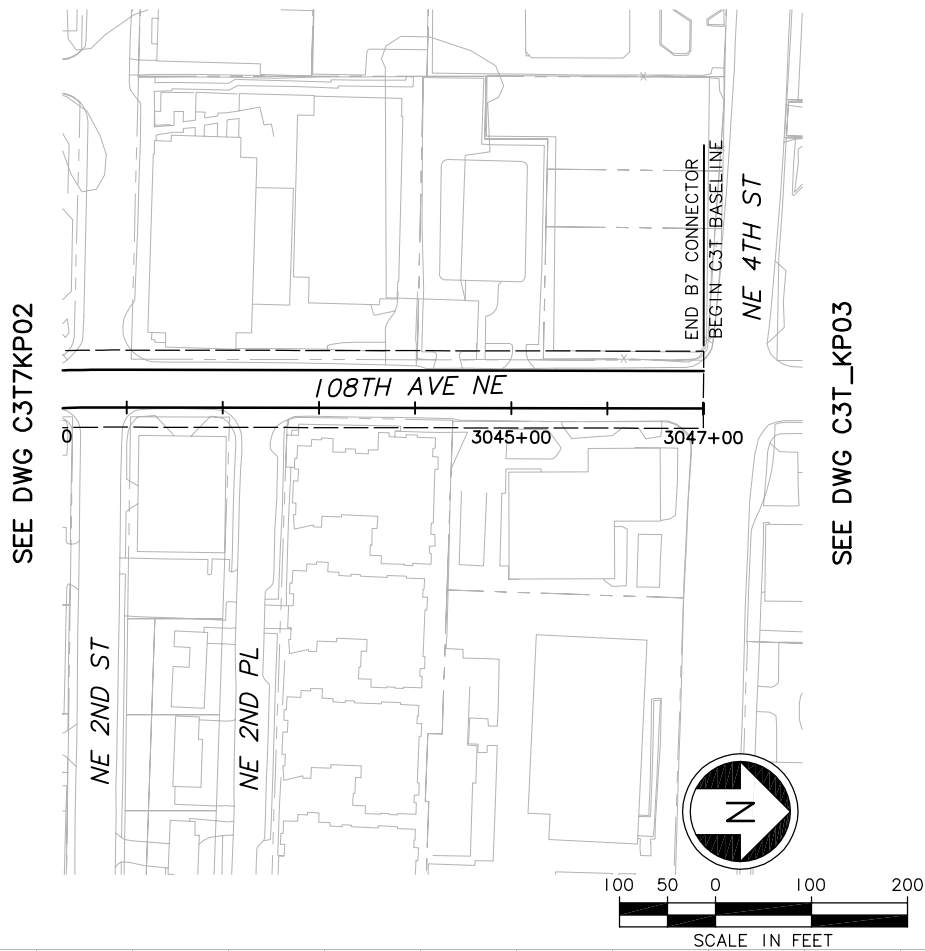 END B7 CONNECTOR
BEGIN C3T BASELINE
NE 4TH ST
SEE DWG C3T7KP02
SEE DWG C3T_KP03
108TH AVE NE
0
3045+00
3047+00
X
X
NE 2ND ST
NE 2ND PL
N
100 50 0 100 200
SCALE IN FEET